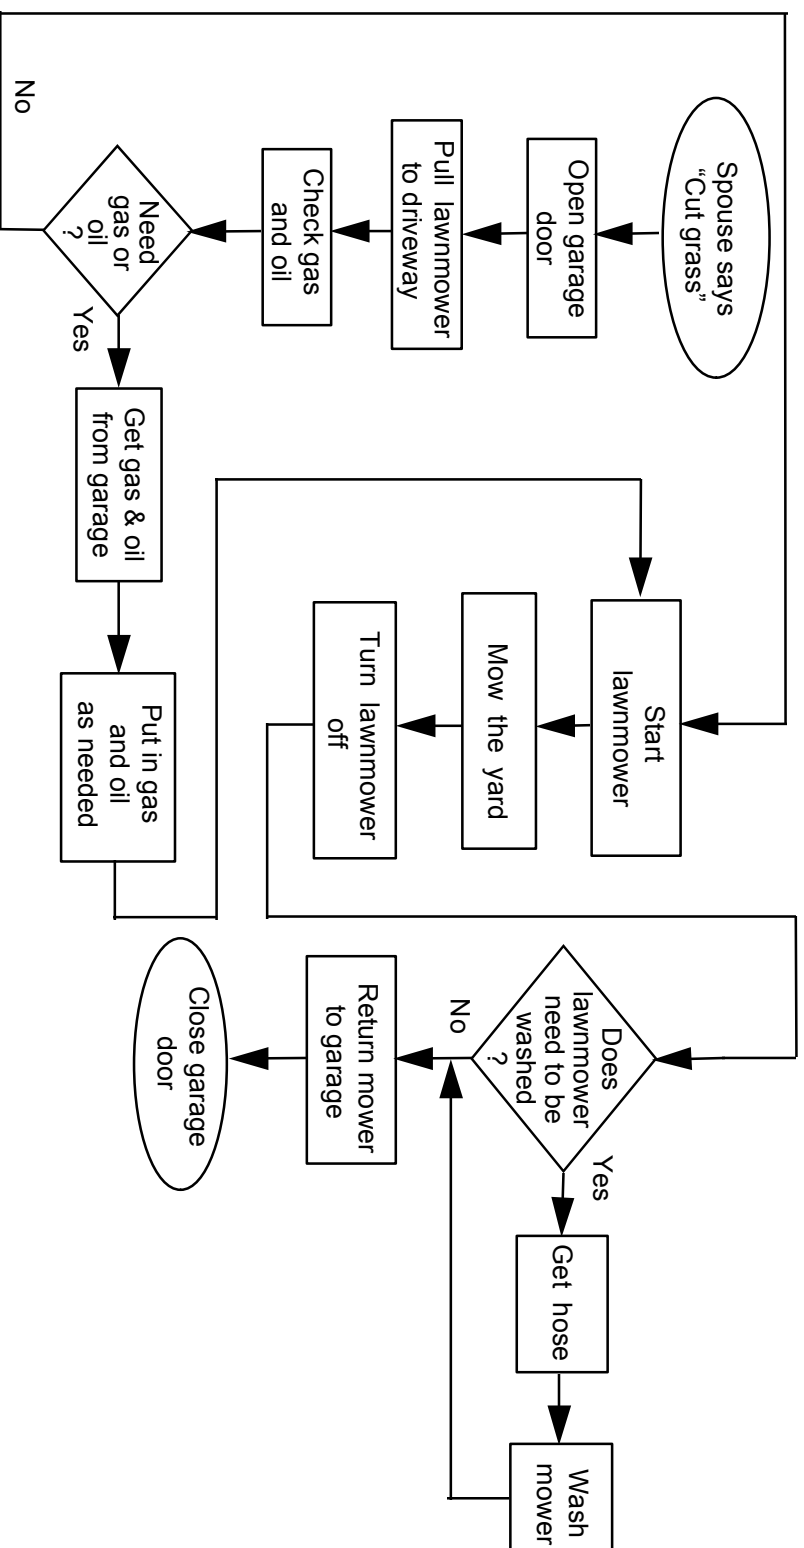 Spouse says
“Cut grass”
Open garage
door
Pull lawnmower
to driveway
Check gas
and oil
Need
gas or
oil
?
No
Yes
Get gas & oil
from garage
Put in gas
and oil
as needed
Start
lawnmower
Mow the yard
Turn lawnmower
off
Does
lawnmower
need to be
washed
?
No
Yes
Get hose
Wash
mower
Return mower
to garage
Close garage
door